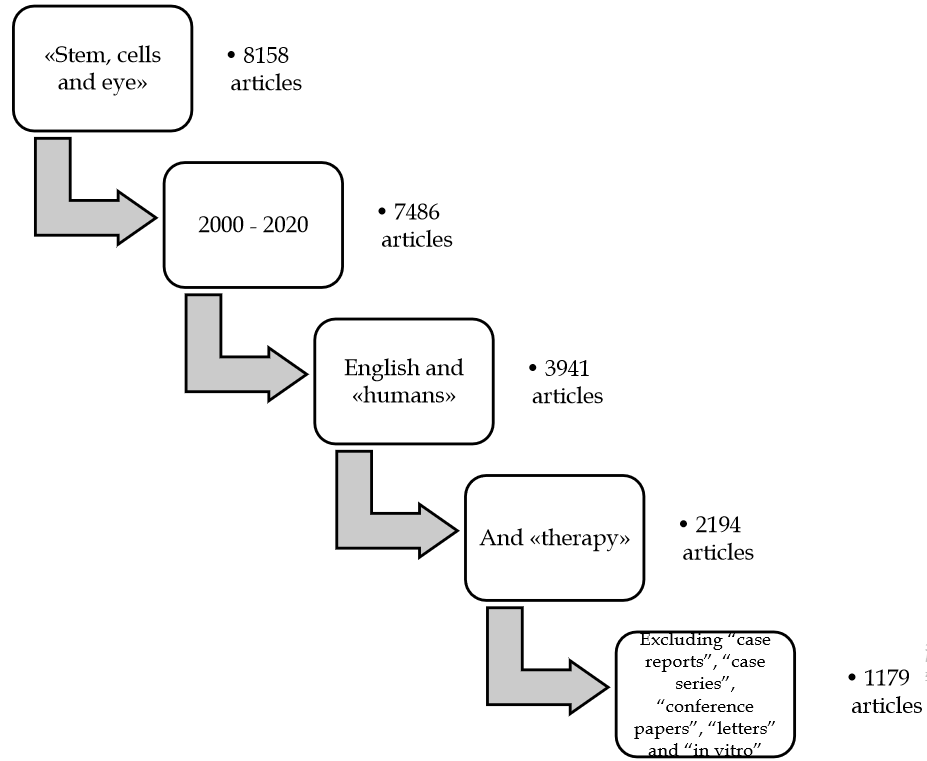 «Stem, cells
and eye»
• 8158
articles
2000 - 2020
• 7486
articles
English and
«humans»
• 3941
articles
And «therapy»
• 2194
articles
Excluding “case
reports”, “case
series”,
“conference
papers”, “letters”
and “in vitro”
• 1179
articles